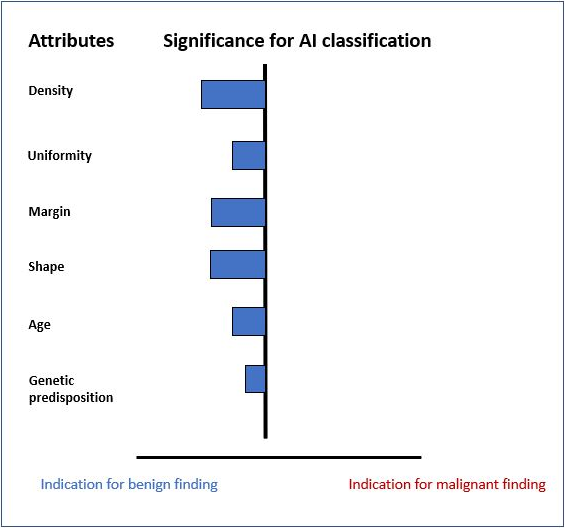 Attributes
Significance for AI classification
Density
Uniformity
Margin
Shape
Age
Genetic
predisposition
Indication for benign finding
Indication for malignant finding